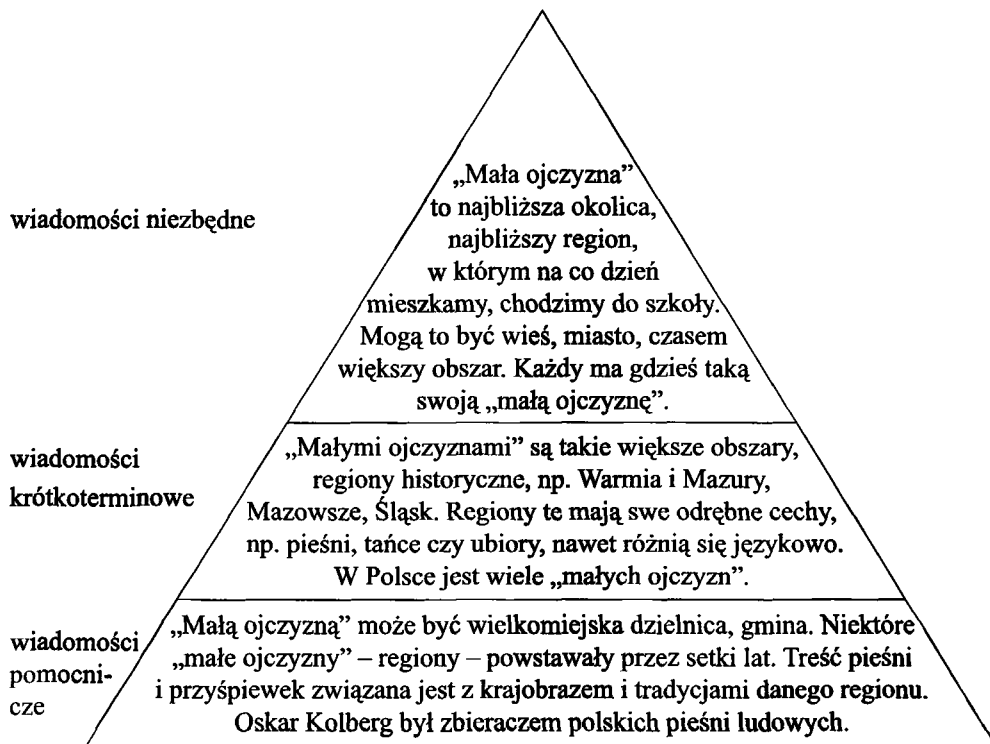 „Mała ojczyzna”
to najbliższa okolica,
wiadomości niezbędne
najbliższy region,
w którym na co dzień
mieszkamy, chodzimy do szkoły.
Mogą to być wieś, miasto, czasem
większy obszar. Każdy ma gdzieś taką
swoją „małą ojczyznę”.
wiadomości
krótkoterminowe
„Małymi ojczyznami” są takie większe obszary,
regiony historyczne, np. Warmia i Mazury,
Mazowsze, Śląsk. Regiony te mają swe odrębne cechy,
np. pieśni, tańce czy ubiory, nawet różnią się językowo.
W Polsce jest wiele „małych ojczyzn”.
wiadomości
pomocni-
cze
„Małą ojczyzną” może być wielkomiejska dzielnica, gmina. Niektóre
„małe ojczyzny” – regiony – powstawały przez setki lat. Treść pieśni
i przyśpiewek związana jest z krajobrazem i tradycjami danego regionu.
Oskar Kolberg był zbieraczem polskich pieśni ludowych.